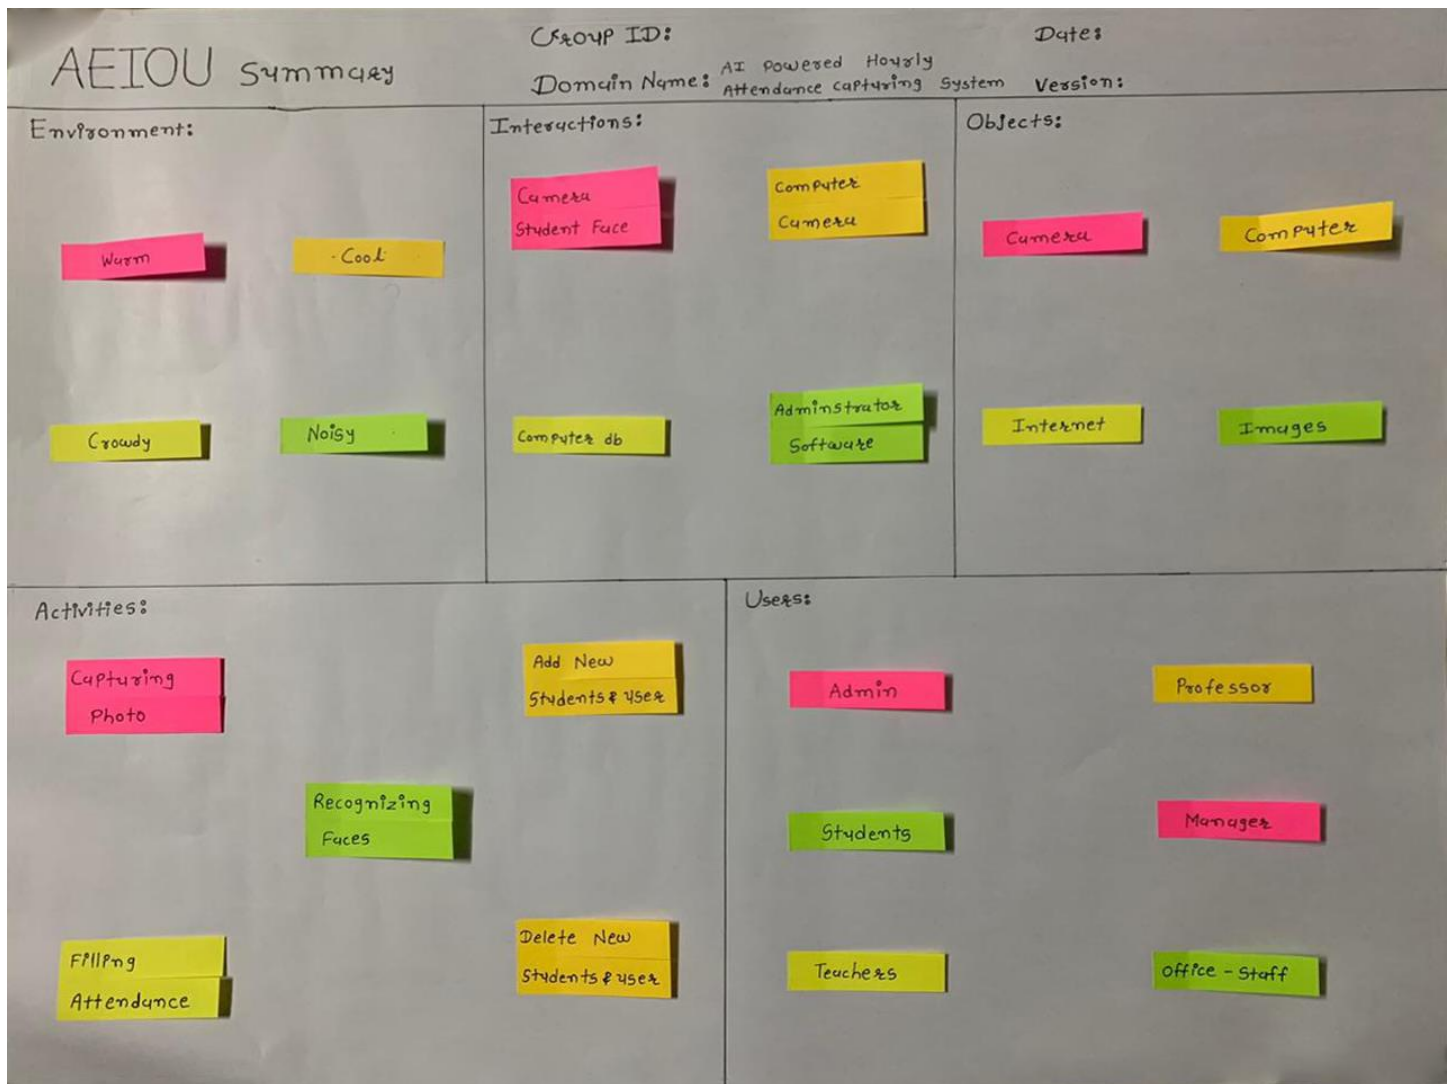 AEIOU Summary
Group ID:
Date:
Domain Name: AI Powered Hourly
Attendance Capturing System
Version:
Environment:
Warm
Cool
Crowdy
Noisy
Interactions:
Camera
Student Face
Computer
Camera
Computer db
Adminstrator
Software
Objects:
Camera
Computer
Internet
Images
Activities:
Capturing
Photo
Add New
Students & user
Recognizing
Faces
Filling
Attendance
Delete New
Students & user
Users:
Admin
Professor
Students
Manager
Teachers
Office - Staff